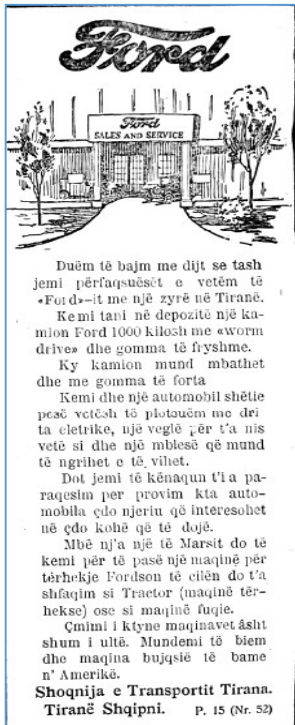 Ford
Ford
SALES AND SERVICE
Duëm të bajm me dijt se tash
jemi përfaqsuësët e vetëm të
«Ford»-it me një zyrë në Tiranë.
Kemi tani në depozitë një ka-
mion Ford 1000 kilosh me «worm
drive» dhe gomma të fryshme.
Ky kamion mund mbathet
dhe me gomma të forta
Kemi dhe një automobil shëtie
pesë vetësh të plotouëm me dri
ta eletrike, një veglë për t'a nis
vetë si dhe një mblesë që mund
të ngrihet e të vihet.
Dot jemi të kënaqun t'i a pa-
raqesim per provim kta auto-
mobila çdo njeriu që interesohet
në çdo kohë që të dojë.
Mbë nj'a një të Marsit do të
kemi për të pasë një maqinë për
tërhekje Fordson të cilën do t'a
shfaqim si Tractor (maqinë tër-
hekse) ose si maqinë fuqie.
Çmimi i ktyne maqinavet âsht
shum i ultë. Mundemi të biem
dhe maqina bujqsië të bame
n' Amerikë.
Shoqnija e Transportit Tirana.
Tiranë Shqipni. P. 15 (Nr. 52)